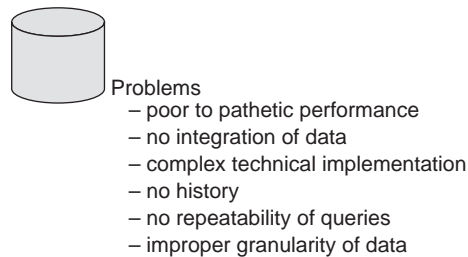 Problems
– poor to pathetic performance
– no integration of data
– complex technical implementation
– no history
– no repeatability of queries
– improper granularity of data